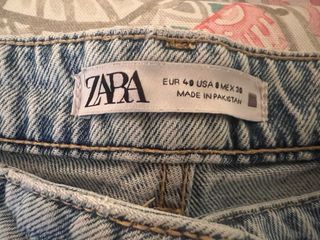 ZARA
EUR 40 USA 8 MEX 30
MADE IN PAKISTAN